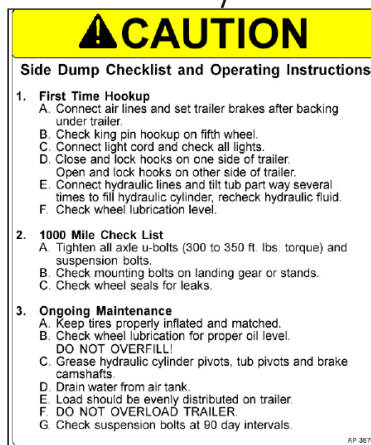 CAUTION
Side Dump Checklist and Operating Instructions
1. First Time Hookup
A. Connect air lines and set trailer brakes after backing
under trailer.
B. Check king pin hookup on fifth wheel.
C. Connect light cord and check all lights.
D. Close and lock hooks on one side of trailer.
Open and lock hooks on other side of trailer.
E. Connect hydraulic lines and tilt tub part way several
times to fill hydraulic cylinder, recheck hydraulic fluid.
F. Check wheel lubrication level.
2. 1000 Mile Check List
A. Tighten all axle u-bolts (300 to 350 ft. lbs. torque) and
suspension bolts.
B. Check mounting bolts on landing gear or stands.
C. Check wheel seals for leaks.
3. Ongoing Maintenance
A. Keep tires properly inflated and matched.
B. Check wheel lubrication for proper oil level.
DO NOT OVERFILL!
C. Grease hydraulic cylinder pivots, tub pivots and brake
camshafts.
D. Drain water from air tank.
E. Load should be evenly distributed on trailer.
F. DO NOT OVERLOAD TRAILER.
G. Check suspension bolts at 90 day intervals.
AP 367